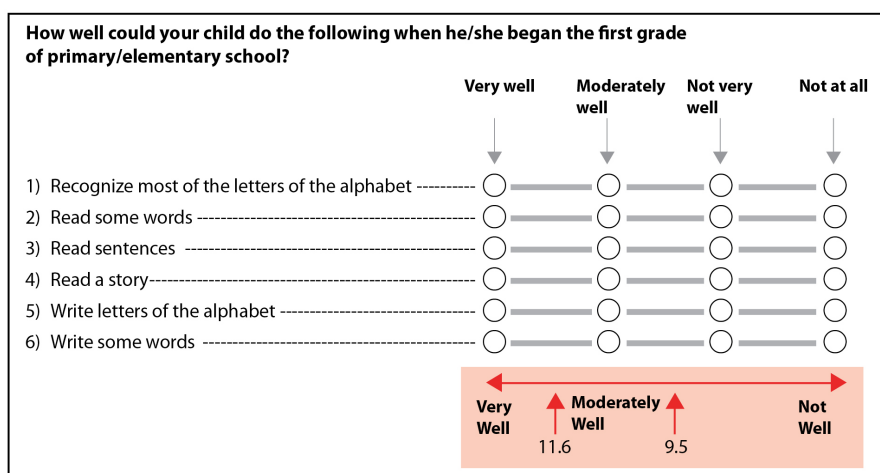 How well could your child do the following when he/she began the first grade
of primary/elementary school?
Very well Moderately well Not very well Not at all
1) Recognize most of the letters of the alphabet ----------
2) Read some words ----------------------------------------------
3) Read sentences ------------------------------------------------
4) Read a story------------------------------------------------------
5) Write letters of the alphabet ---------------------------------
6) Write some words ---------------------------------------------
Very Well Moderately Well Not Well
11.6 9.5